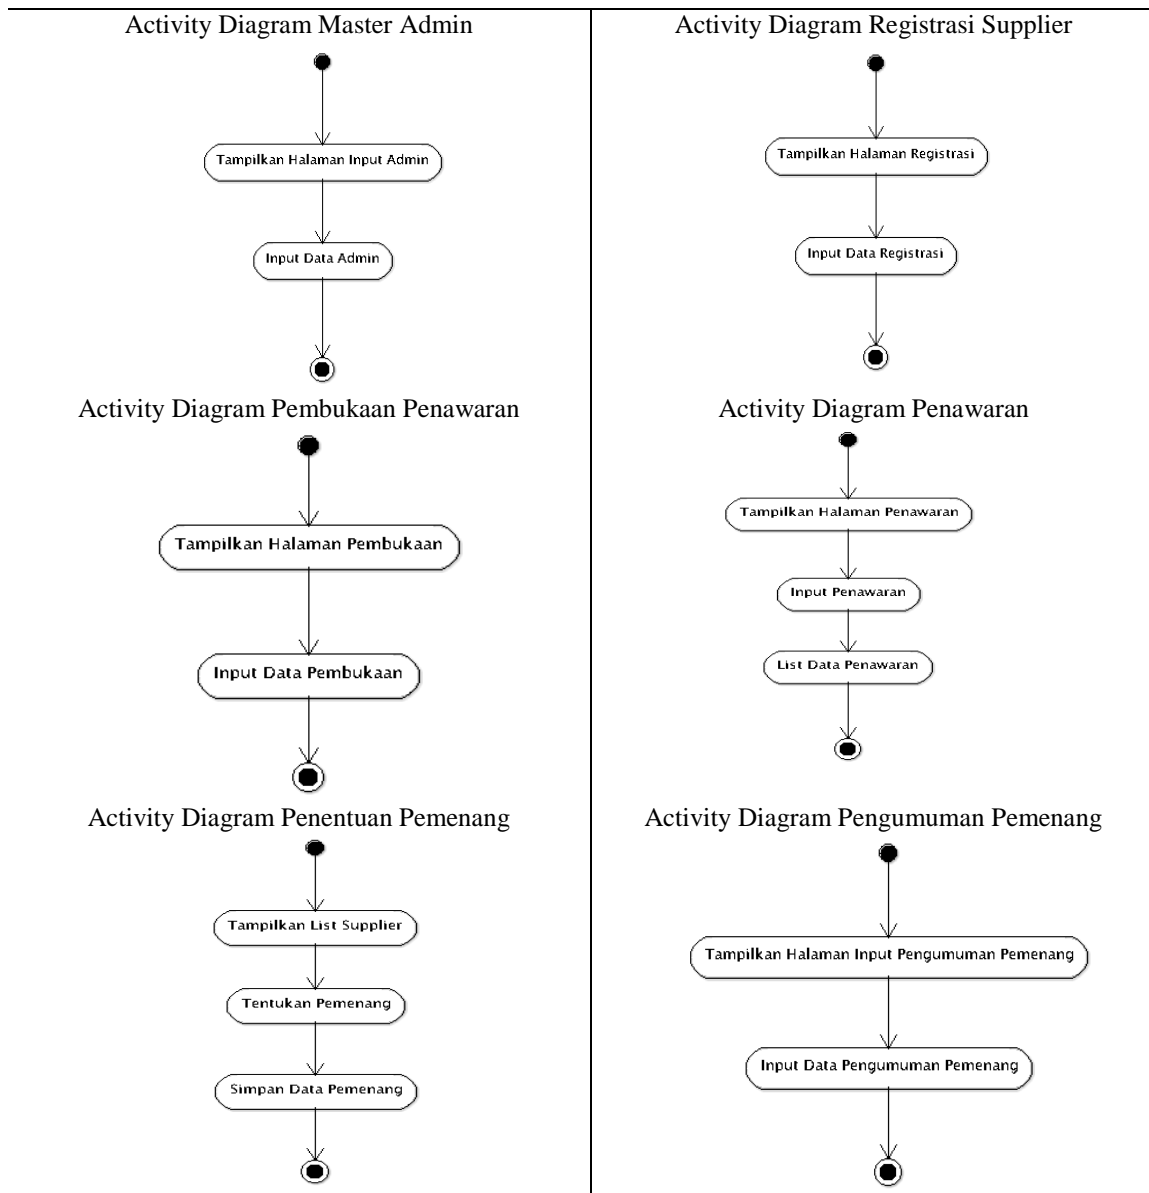 Activity Diagram Master Admin
Tampilkan Halaman Input Admin
Input Data Admin
Activity Diagram Registrasi Supplier
Tampilkan Halaman Registrasi
Input Data Registrasi
Activity Diagram Pembukaan Penawaran
Tampilkan Halaman Pembukaan
Input Data Pembukaan
Activity Diagram Penawaran
Tampilkan Halaman Penawaran
Input Penawaran
List Data Penawaran
Activity Diagram Penentuan Pemenang
Tampilkan List Supplier
Tentukan Pemenang
Simpan Data Pemenang
Activity Diagram Pengumuman Pemenang
Tampilkan Halaman Input Pengumuman Pemenang
Input Data Pengumuman Pemenang